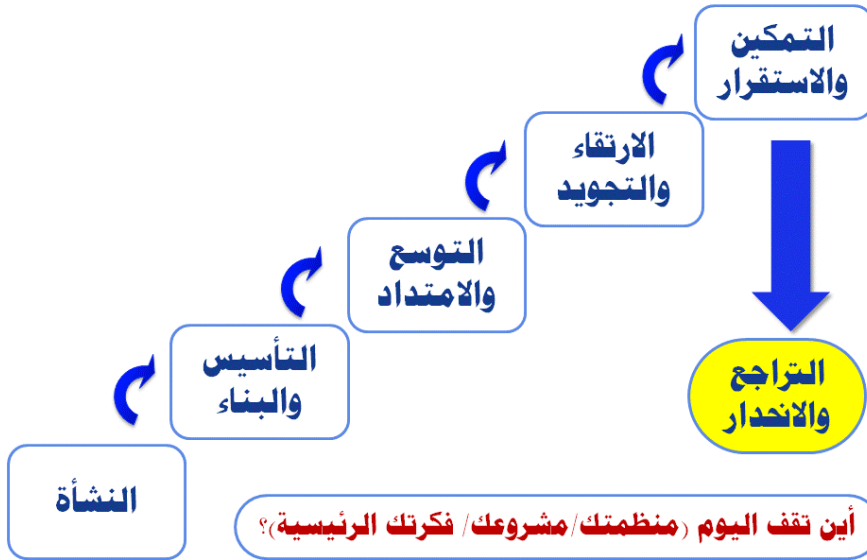 التمكين
والاستقرار
الارتقاء
والتجويد
التوسع
والامتداد
التأسيس
والبناء
النشأة
التراجع
والانحدار
أين تقف اليوم (منظمتك/مشروعك/ فكرتك الرئيسية)؟